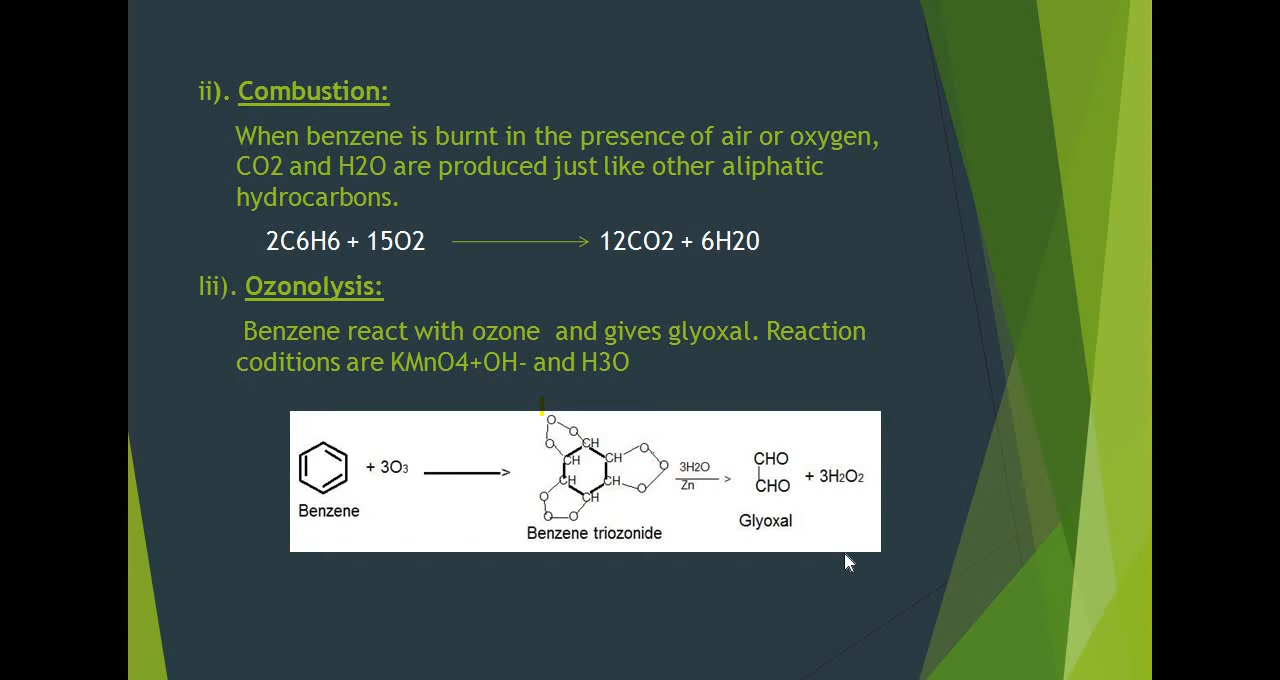 ii). Combustion:
When benzene is burnt in the presence of air or oxygen,
CO2 and H2O are produced just like other aliphatic
hydrocarbons.
2C6H6 + 15O2 12CO2 + 6H20
Iii). Ozonolysis:
Benzene react with ozone and gives glyoxal. Reaction
coditions are KMnO4+OH- and H3O
+ 3O3
Benzene
O
O
O
CH
CH
CH
CH
CH
CH
O
O
O
O
O
O
Benzene triozonide
3H2O
Zn
CHO
CHO
Glyoxal
+ 3H2O2